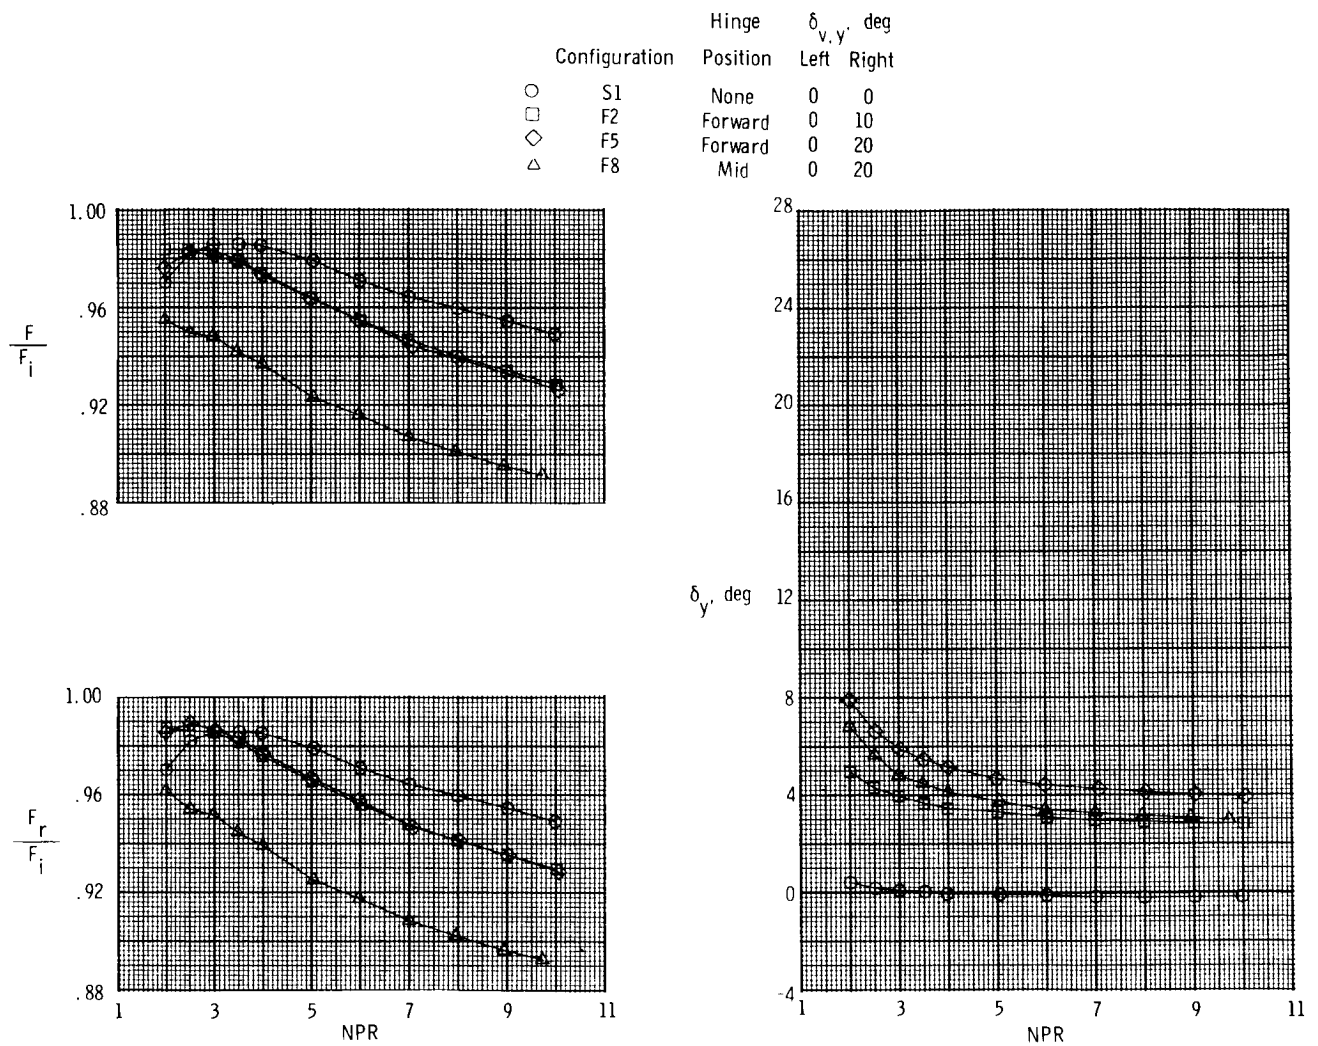 Hinge δv,y, deg
Configuration Position Left Right
S1 None 0 0
F2 Forward 0 10
F5 Forward 0 20
F8 Mid 0 20
1.00
.96
.92
.88
F
Fi
1.00
.96
.92
.88
Fr
Fi
1 3 5 7 9 11
NPR
28
24
20
16
12
8
4
0
-4
δy, deg
1 3 5 7 9 11
NPR